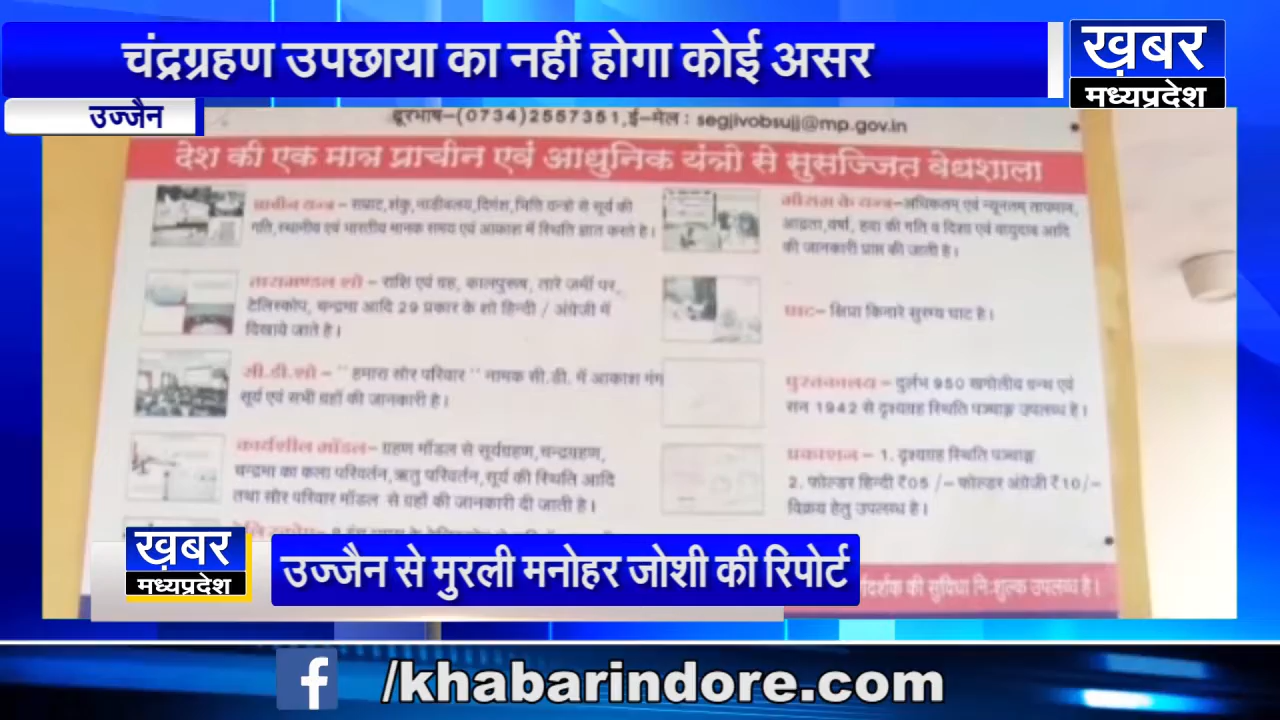 चंद्रग्रहण उपछाया का नहीं होगा कोई असर
ख़बर
मध्यप्रदेश
उज्जैन
दूरभाष–(0734)2557351,ई–मेल : segjivobsujj@mp.gov.in
देश की एक मात्र प्राचीन एवं आधुनिक यंत्रो से सुसज्जित वेधशाला
प्राचीन यन्त्र – सम्राट,शंकु,नाडीवलय,दिगंश,भित्ति यन्त्रो से सूर्य की
गति,स्थानीय एवं भारतीय मानक समय एवं आकाश में स्थिति ज्ञात करते है।
तारामण्डल शो – राशि एवं ग्रह, कालपुरूष, तारे जमीं पर,
टेलिस्कोप, चन्द्रमा आदि 29 प्रकार के शो हिन्दी / अंग्रेजी में
दिखाये जाते है।
सी.डी.शो – '' हमारा सोर परिवार '' नामक सी.डी. में आकाश गंग
सूर्य एवं सभी ग्रहों की जानकारी है।
कार्यशील मॉडल– ग्रहण मॉडल से सूर्यग्रहण,चन्द्रग्रहण,
चन्द्रमा का कला परिवर्तन,ऋतु परिवर्तन,सूर्य की स्थिति आदि
तथा सोर परिवार मॉडल से ग्रहों की जानकारी दी जाती है।
मौसम के यन्त्र–अधिकतम् एवं न्यूनतम् तापमान,
आद्रता,वर्षा, हवा की गति व दिशा एवं वायुदाब आदि
की जानकारी प्राप्त की जाती है।
घाट– क्षिप्रा किनारे सुरम्य घाट है।
पुस्तकालय – दुर्लभ 950 खगोलीय ग्रन्थ एवं
सन 1942 से दृश्यग्रह स्थिति पञ्चाङ्ग उपलब्ध है।
प्रकाशन – 1. दृश्यग्रह स्थिति पञ्चाङ्ग
2. फोल्डर हिन्दी ₹05 /– फोल्डर अंग्रेजी ₹10/–
विक्रय हेतु उपलब्ध है।
की सुविधा निःशुल्क उपलब्ध है।
ख़बर
मध्यप्रदेश
उज्जैन से मुरली मनोहर जोशी की रिपोर्ट
f /khabarindore.com